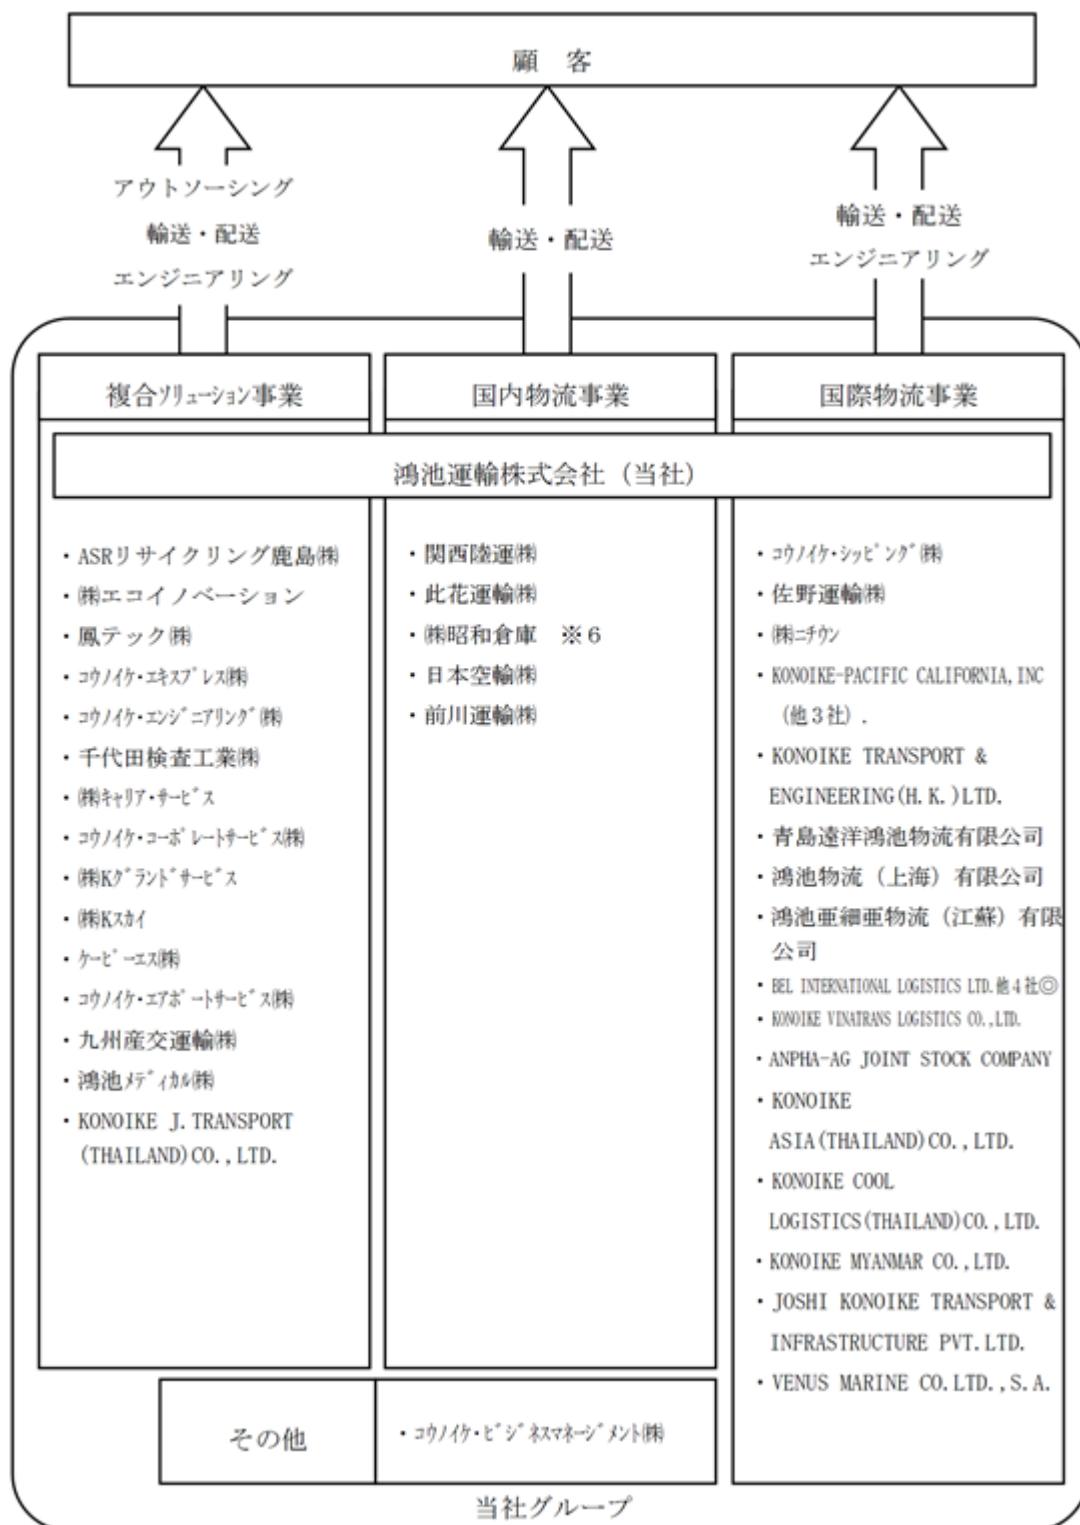 顧　客
アウトソーシング
輸送・配送
エンジニアリング
輸送・配送
輸送・配送
エンジニアリング
複合ｿﾘｭｰｼｮﾝ事業
国内物流事業
国際物流事業
鴻池運輸株式会社（当社）
・ASRリサイクリング鹿島㈱
・㈱エコイノベーション
・鳳テック㈱
・ｺｳﾉｲｹ･ｴｷｽﾌﾟﾚｽ㈱
・ｺｳﾉｲｹ･ｴﾝｼﾞﾆｱﾘﾝｸﾞ㈱
・千代田検査工業㈱
・㈱ｷｬﾘｱ･ｻｰﾋﾞｽ
・ｺｳﾉｲｹ･ｺｰﾎﾟﾚｰﾄｻｰﾋﾞｽ㈱
・㈱Kｸﾞﾗﾝﾄﾞｻｰﾋﾞｽ
・㈱Kｽｶｲ
・ｹｰﾋﾞｰｴｽ㈱
・ｺｳﾉｲｹ･ｴｱﾎﾟｰﾄｻｰﾋﾞｽ㈱
・九州産交運輸㈱
・鴻池ﾒﾃﾞｨｶﾙ㈱
・KONOIKE J.TRANSPORT
(THAILAND)CO.,LTD.
・関西陸運㈱
・此花運輸㈱
・㈱昭和倉庫　※６
・日本空輸㈱
・前川運輸㈱
・ｺｳﾉｲｹ･ｼｯﾋﾟﾝｸﾞ㈱
・佐野運輸㈱
・㈱ﾆﾁｳﾝ
・KONOIKE-PACIFIC CALIFORNIA,INC
（他３社）.
・KONOIKE TRANSPORT &
ENGINEERING(H.K.)LTD.
・青島遠洋鴻池物流有限公司
・鴻池物流（上海）有限公司
・鴻池亜細亜物流（江蘇）有限
公司
・BEL INTERNATIONAL LOGISTICS LTD.他４社◎
・KONOIKE VINATRANS LOGISTICS CO.,LTD.
・ANPHA-AG JOINT STOCK COMPANY
・KONOIKE
ASIA(THAILAND)CO.,LTD.
・KONOIKE COOL
LOGISTICS(THAILAND)CO.,LTD.
・KONOIKE MYANMAR CO.,LTD.
・JOSHI KONOIKE TRANSPORT &
INFRASTRUCTURE PVT.LTD.
・VENUS MARINE CO.LTD.,S.A.
その他
・ｺｳﾉｲｹ･ﾋﾞｼﾞﾈｽﾏﾈｰｼﾞﾒﾝﾄ㈱
当社グループ